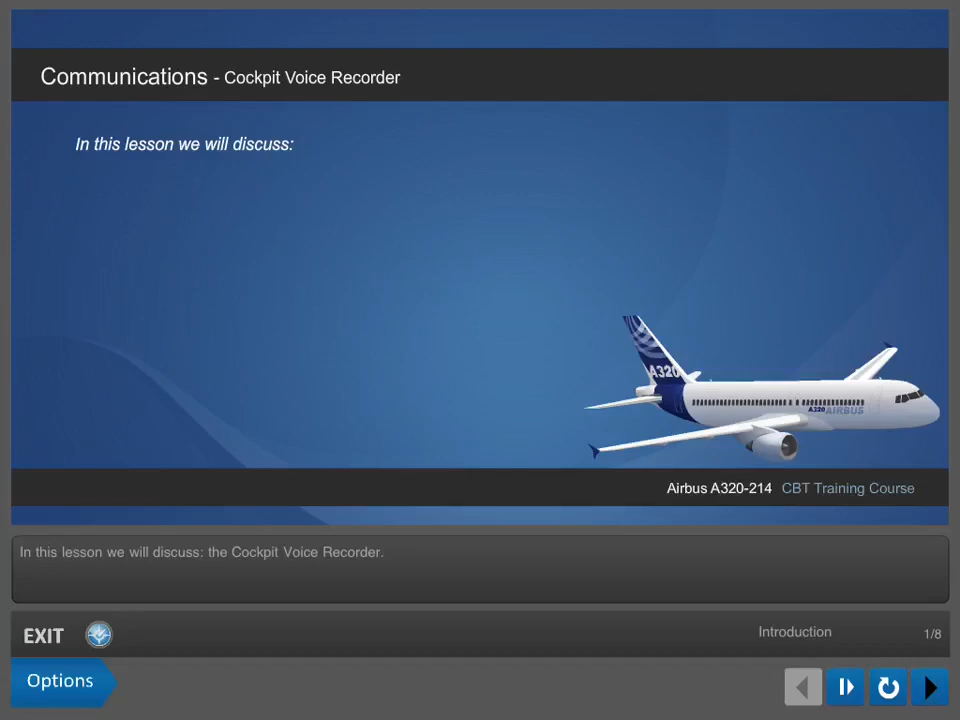 Communications - Cockpit Voice Recorder
In this lesson we will discuss:
A320
A320 AIRBUS
Airbus A320-214 CBT Training Course
In this lesson we will discuss: the Cockpit Voice Recorder.
EXIT
Introduction
1/8
Options